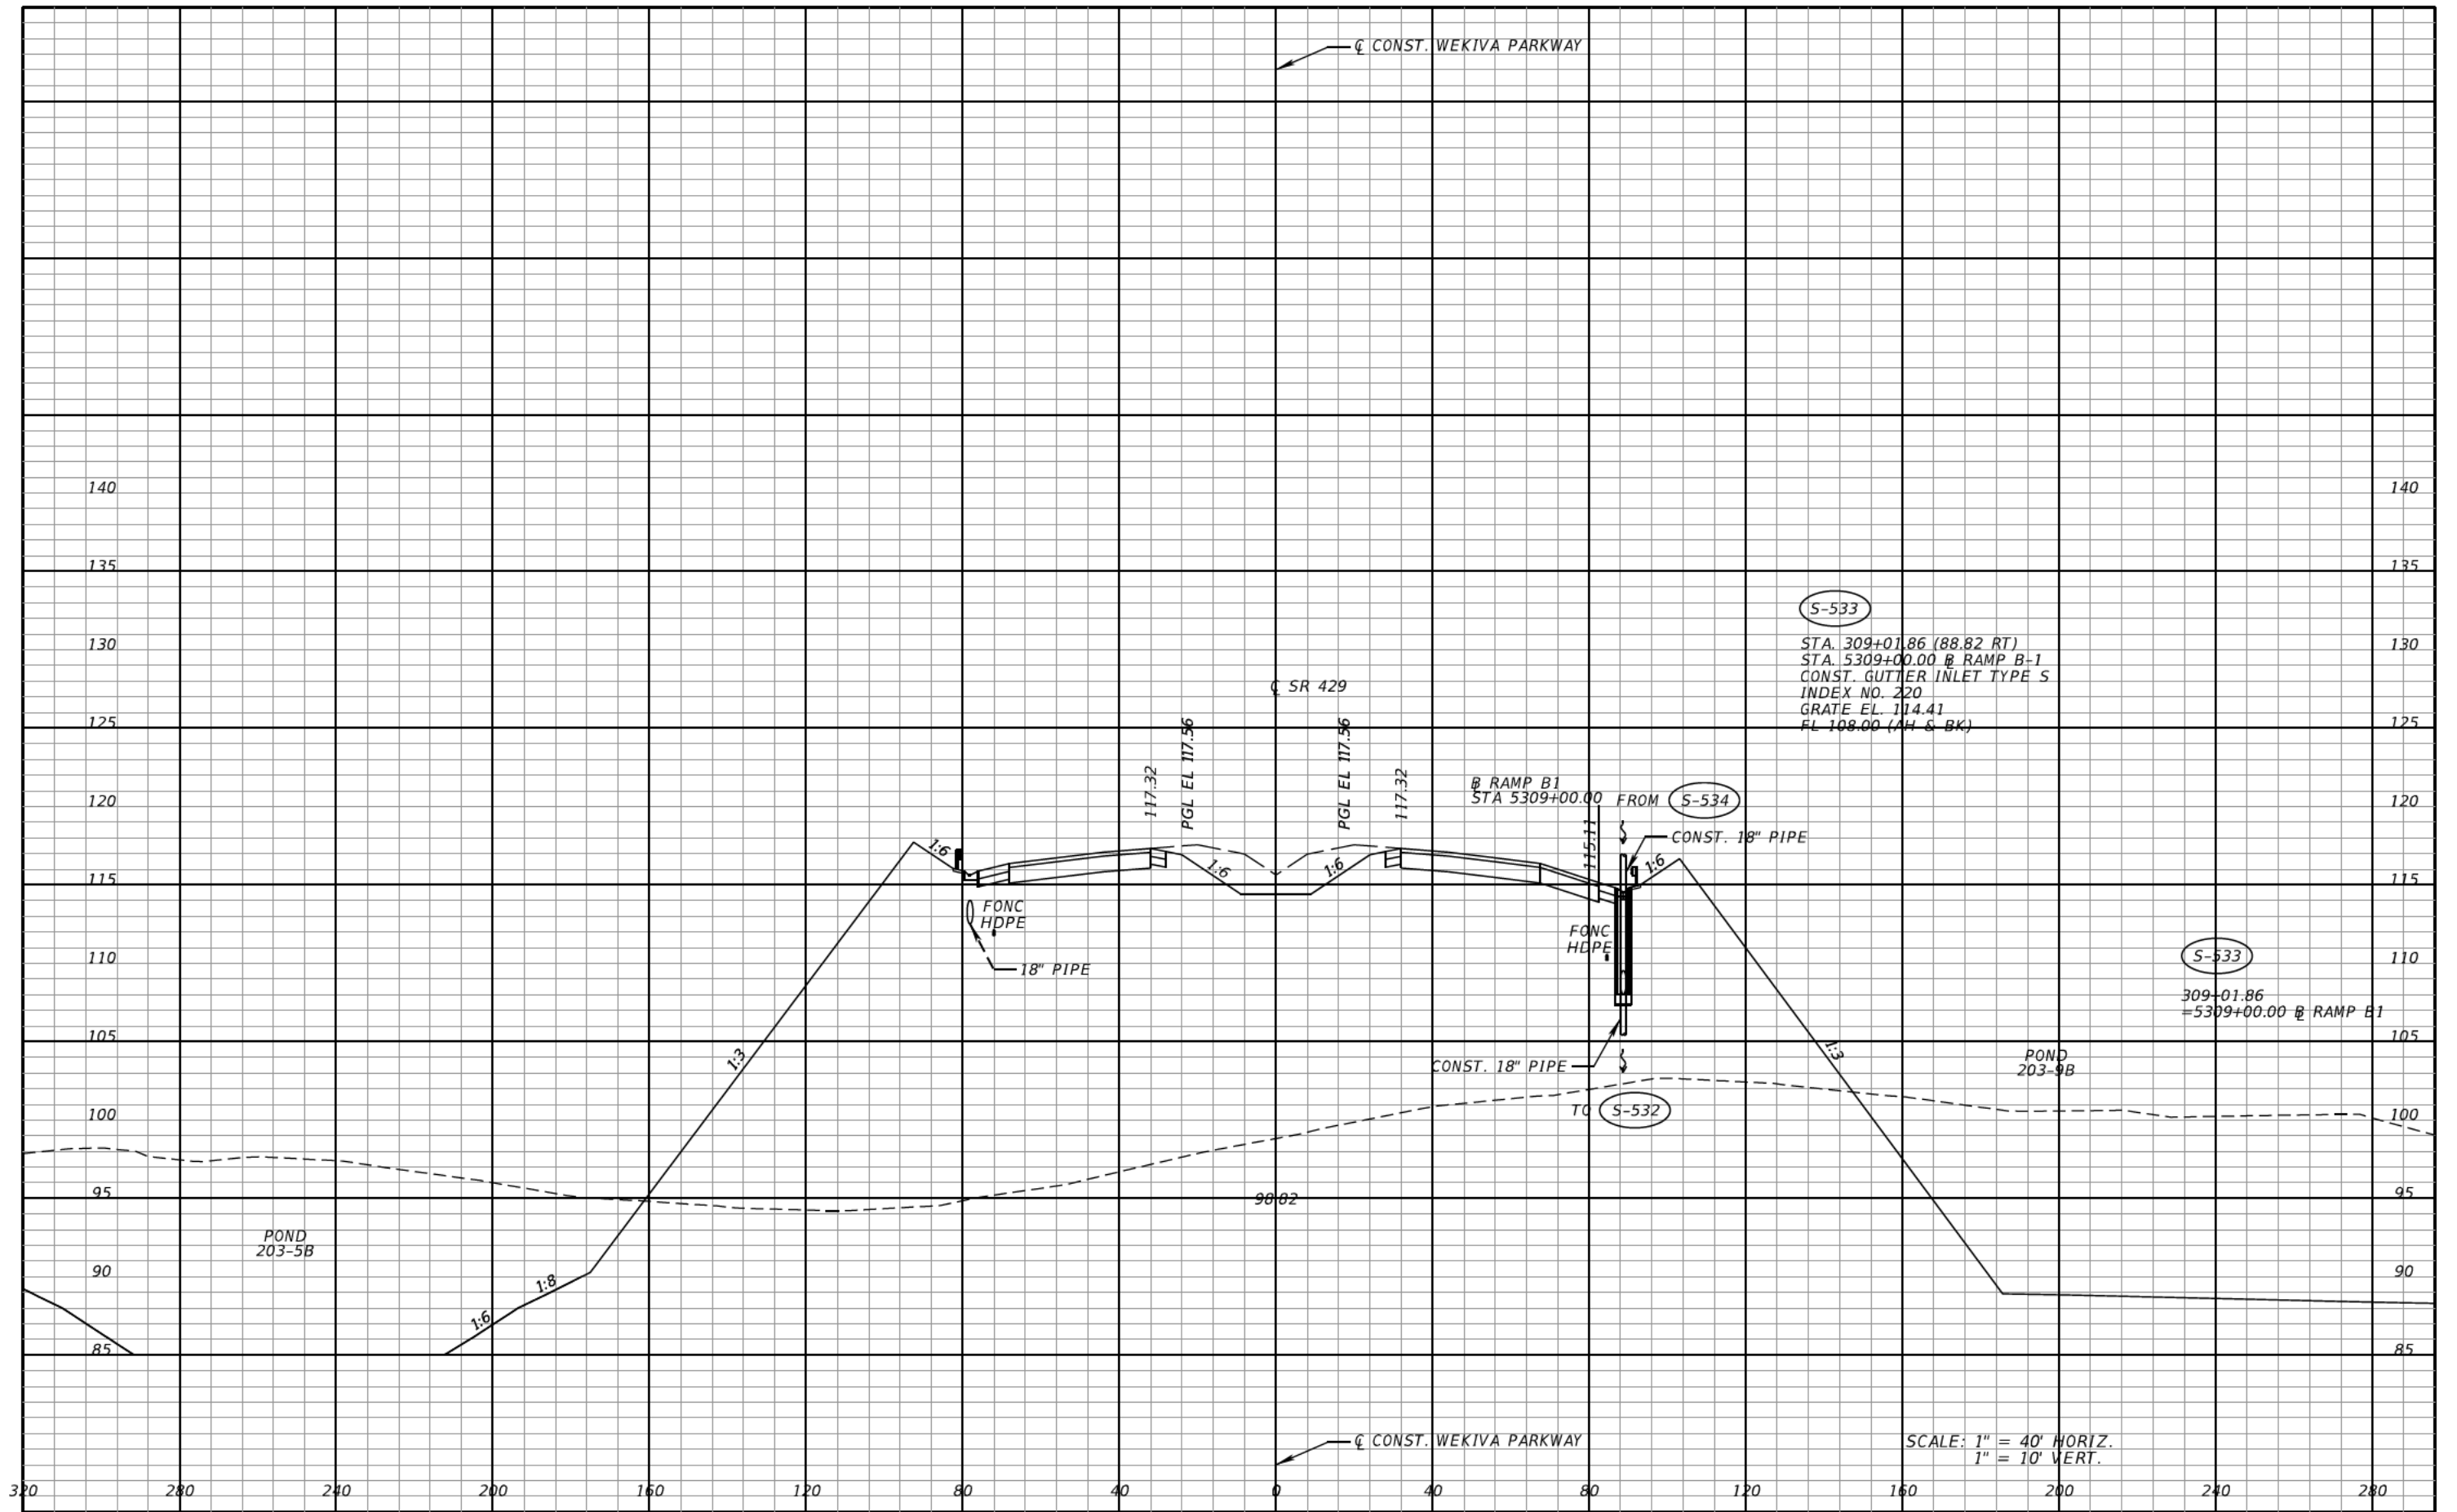 ℄ CONST. WEKIVA PARKWAY
140
140
135
135
S-533
130
STA. 309+01.86 (88.82 RT)
130
STA. 5309+00.00 ⅊ RAMP B-1
CONST. GUTTER INLET TYPE S
℄ SR 429
INDEX NO. 220
GRATE EL. 114.41
125
EL 108.00 (AH & BK)
125
117.32
PGL EL 117.56
PGL EL 117.56
117.32
120
120
⅊ RAMP B1
STA 5309+00.00
FROM
S-534
115.11
CONST. 18" PIPE
1:6
1:6
1:6
1:6
115
115
FONC
HDPE
FONC
HDPE
110
18" PIPE
S-533
110
309+01.86
=5309+00.00 ⅊ RAMP B1
105
105
1:3
1:3
CONST. 18" PIPE
POND
203-9B
100
TO
S-532
100
95
98.82
95
POND
203-5B
90
1:8
90
1:6
85
85
℄ CONST. WEKIVA PARKWAY
SCALE: 1" = 40' HORIZ.
1" = 10' VERT.
320
280
240
200
160
120
80
40
0
40
80
120
160
200
240
280